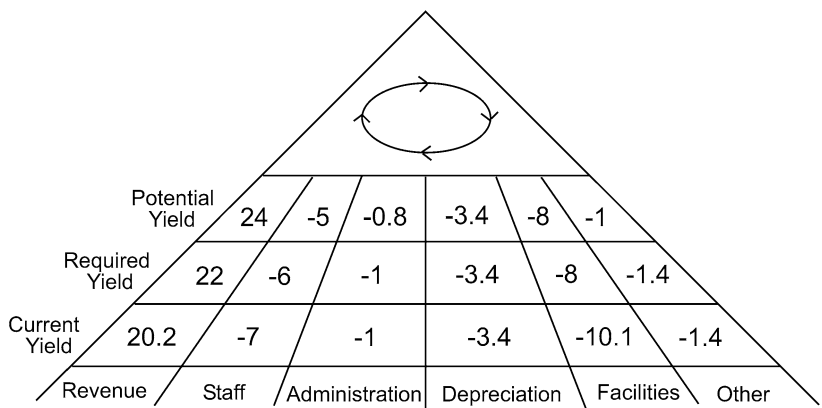 Potential
Yield
24 -5 -0.8 -3.4 -8 -1
Required
Yield
22 -6 -1 -3.4 -8 -1.4
Current
Yield
20.2 -7 -1 -3.4 -10.1 -1.4
Revenue Staff Administration Depreciation Facilities Other